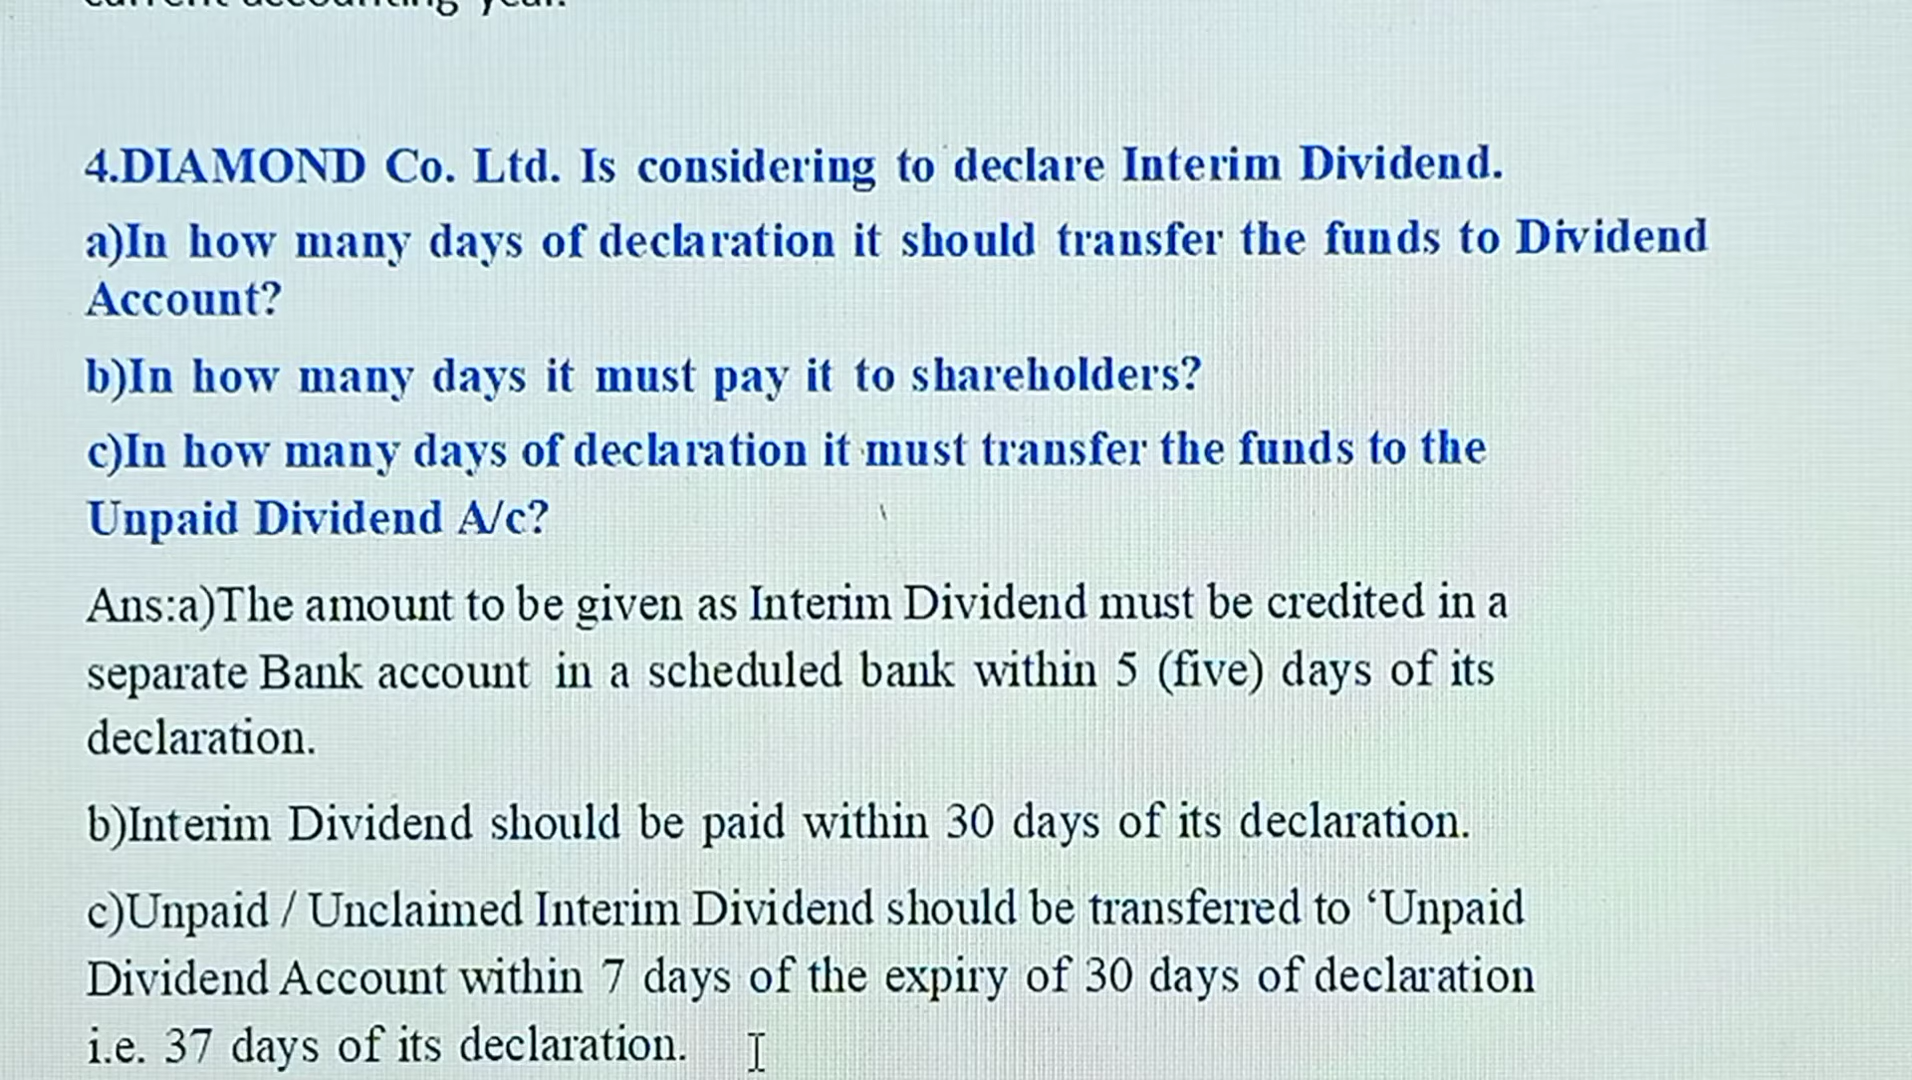 current accounting year.
4.DIAMOND Co. Ltd. Is considering to declare Interim Dividend.
a)In how many days of declaration it should transfer the funds to Dividend
Account?
b)In how many days it must pay it to shareholders?
c)In how many days of declaration it must transfer the funds to the
Unpaid Dividend A/c?
Ans:a)The amount to be given as Interim Dividend must be credited in a
separate Bank account in a scheduled bank within 5 (five) days of its
declaration.
b)Interim Dividend should be paid within 30 days of its declaration.
c)Unpaid / Unclaimed Interim Dividend should be transferred to ‘Unpaid
Dividend Account within 7 days of the expiry of 30 days of declaration
i.e. 37 days of its declaration.